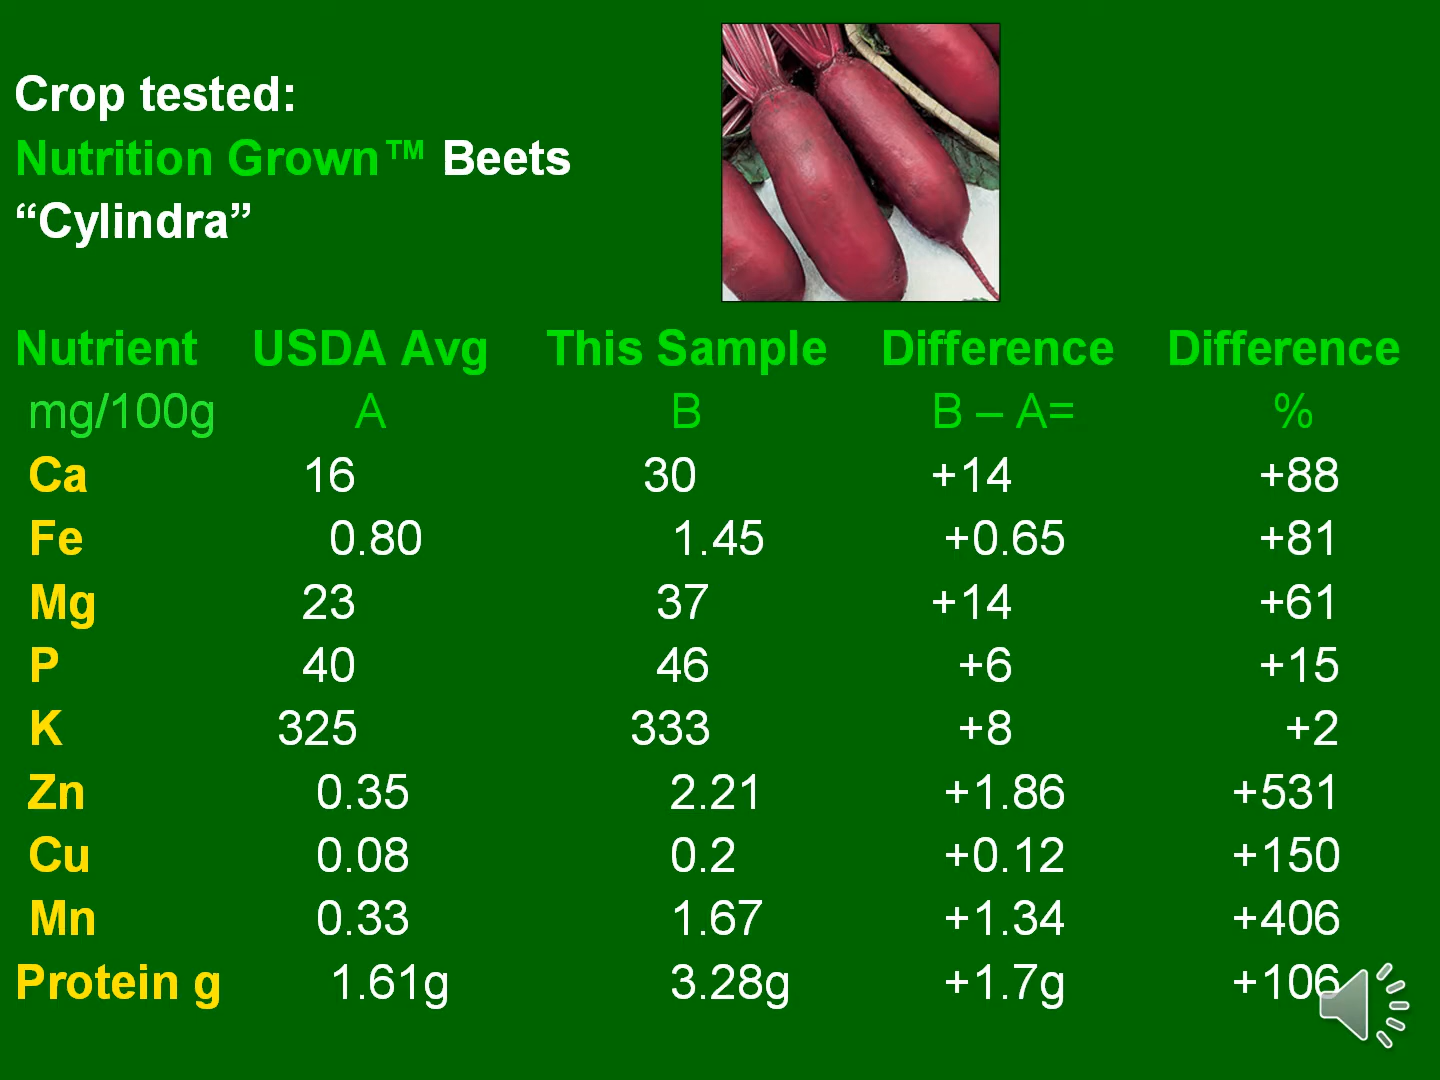 Crop tested:
Nutrition Grown™ Beets
“Cylindra”
Nutrient USDA Avg This Sample Difference Difference
mg/100g A B B – A= %
Ca 16 30 +14 +88
Fe 0.80 1.45 +0.65 +81
Mg 23 37 +14 +61
P 40 46 +6 +15
K 325 333 +8 +2
Zn 0.35 2.21 +1.86 +531
Cu 0.08 0.2 +0.12 +150
Mn 0.33 1.67 +1.34 +406
Protein g 1.61g 3.28g +1.7g +106